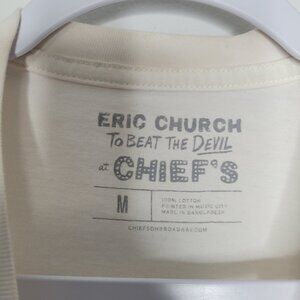 ERIC CHURCH
To BEAT THE DEVIL
at CHIEF'S
M
100% COTTON
PRINTED IN MUSIC CITY
MADE IN BANGLADESH
CHIEFSONBROADWAY.COM